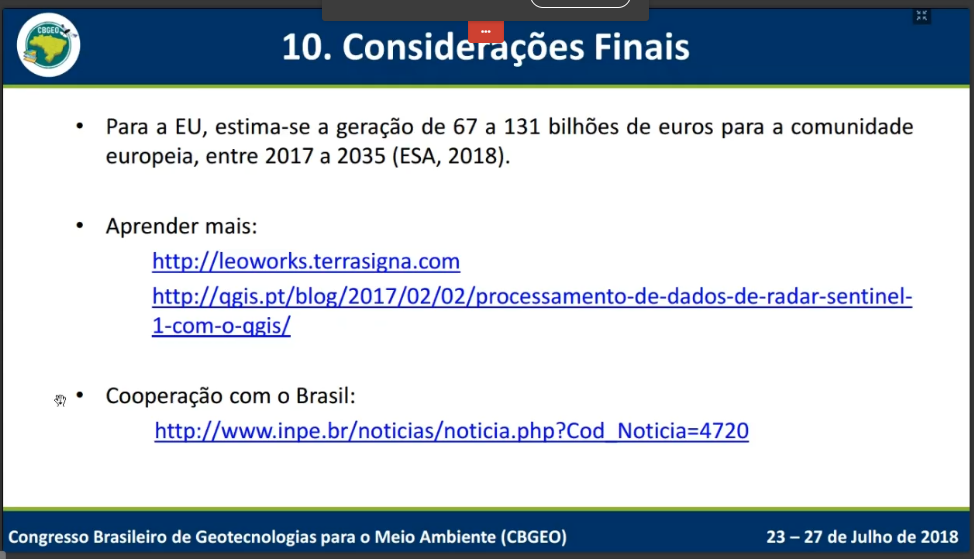 CBGEO
10. Considerações Finais
• Para a EU, estima-se a geração de 67 a 131 bilhões de euros para a comunidade
europeia, entre 2017 a 2035 (ESA, 2018).
• Aprender mais:
http://leoworks.terrasigna.com
http://qgis.pt/blog/2017/02/02/processamento-de-dados-de-radar-sentinel-
1-com-o-qgis/
• Cooperação com o Brasil:
http://www.inpe.br/noticias/noticia.php?Cod_Noticia=4720
Congresso Brasileiro de Geotecnologias para o Meio Ambiente (CBGEO)
23 – 27 de Julho de 2018